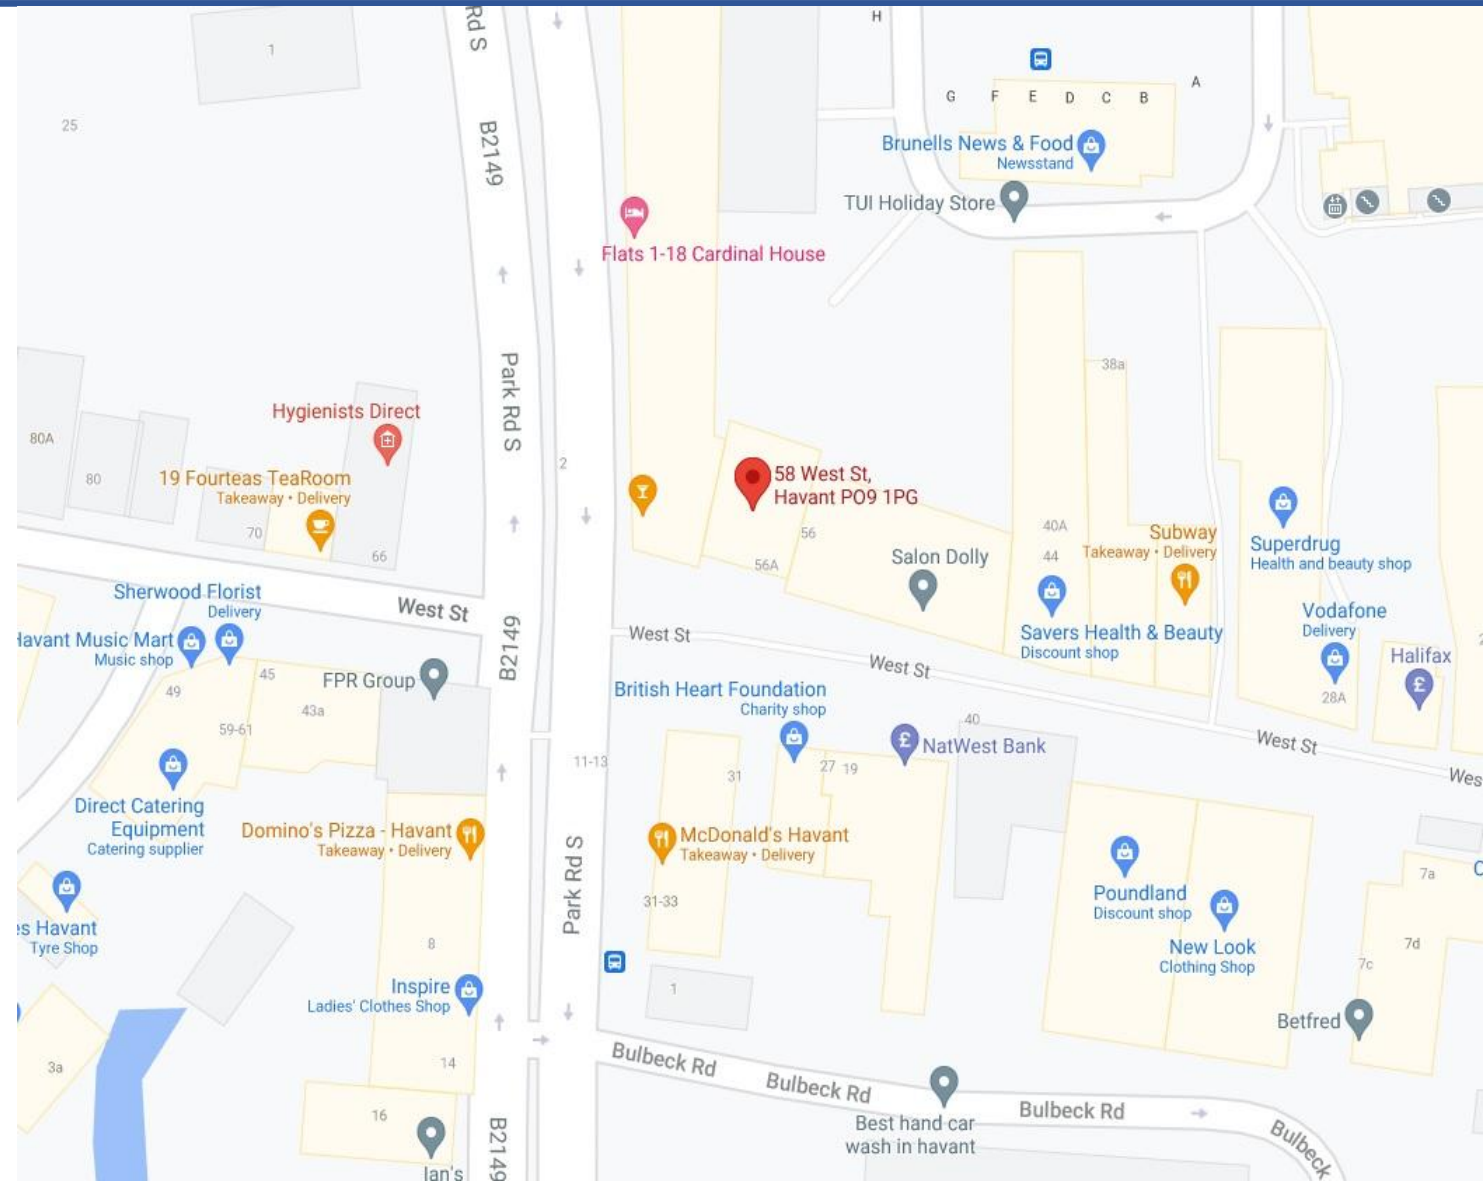 Rd S
H
1
A
G F E D C B
25
B2149
Brunells News & Food
Newsstand
TUI Holiday Store
Flats 1-18 Cardinal House
Park Rd S
38a
Hygienists Direct
80A
80
19 Fourteas TeaRoom
Takeaway • Delivery
2
58 West St,
Havant PO9 1PG
70
66
56
56A
40A
44
Salon Dolly
Subway
Takeaway • Delivery
Superdrug
Health and beauty shop
Sherwood Florist
Delivery
West St
B2149
West St
West St
Savers Health & Beauty
Discount shop
Vodafone
Delivery
28A
Halifax
2
Havant Music Mart
Music shop
49
45
43a
59-61
FPR Group
British Heart Foundation
Charity shop
40
NatWest Bank
West St
Wes
11-13
31
27 19
Direct Catering
Equipment
Catering supplier
Domino's Pizza - Havant
Takeaway • Delivery
Park Rd S
McDonald's Havant
Takeaway • Delivery
31-33
Poundland
Discount shop
New Look
Clothing Shop
7a
C
7d
7c
es Havant
Tyre Shop
8
Inspire
Ladies' Clothes Shop
1
Betfred
14
3a
16
Bulbeck Rd
Bulbeck Rd
Bulbeck Rd
Bulbeck
Best hand car
wash in havant
B2149
Ian's